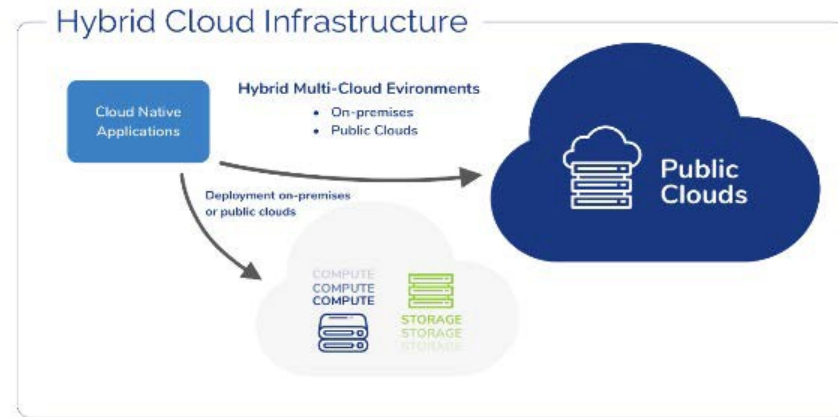 Hybrid Cloud Infrastructure
Cloud Native
Applications
Hybrid Multi-Cloud Evironments
• On-premises
• Public Clouds
Public
Clouds
Deployment on-premises
or public clouds
COMPUTE
COMPUTE
COMPUTE
STORAGE
STORAGE
STORAGE